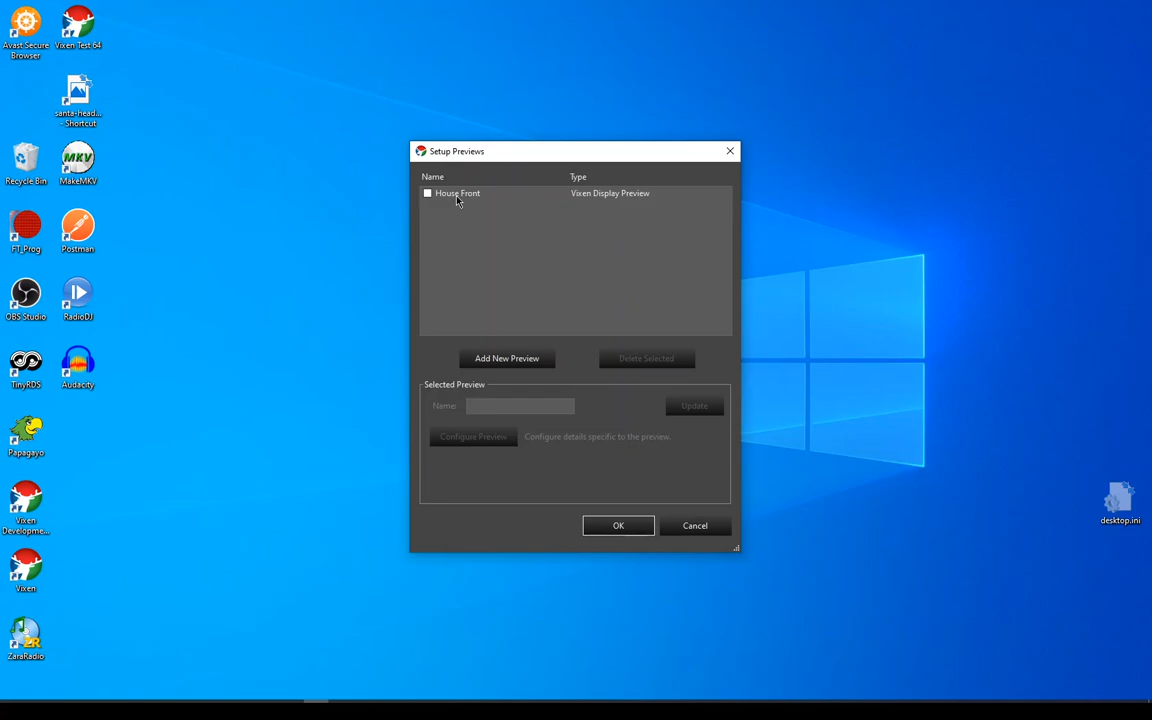 Avast Secure
Browser
Vixen Test 64
santa-head...
- Shortcut
Recycle Bin
MKV
MakeMKV
FT_Prog
Postman
OBS Studio
RadioDJ
TinyRDS
Audacity
Papagayo
Vixen
Developme...
Vixen
ZaraRadio
desktop.ini
Setup Previews
Name Type
House Front Vixen Display Preview
Add New Preview Delete Selected
Selected Preview
Name: Update
Configure Preview Configure details specific to the preview.
OK Cancel